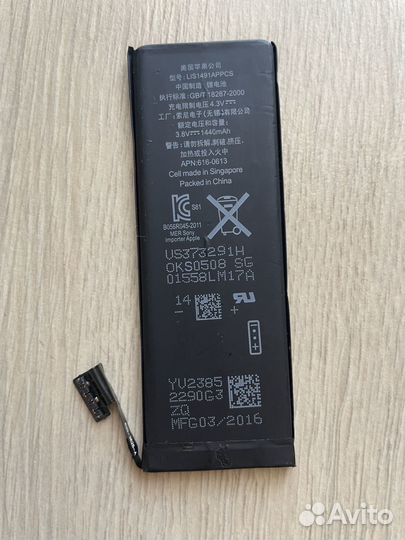 美国苹果公司
型号: LIS1491APPCS
中国制造 锂电池
执行标准: GB/T 18287-2000
充电限制电压 4.3V⎓
工厂: 索尼电子(无锡)有限公司
额定电压和容量:
3.8V⎓1440mAh
警告: 请勿拆解, 刺破, 挤压,
加热或投入火中
APN:616-0613
Cell made in Singapore
Packed in China
S81
B056R045-2011
MER Sony
importer Apple
VS373291H
OKS0508 SG
01558LM17A
14
YV2385
2290G3
ZQ
MFG03/2016
Avito